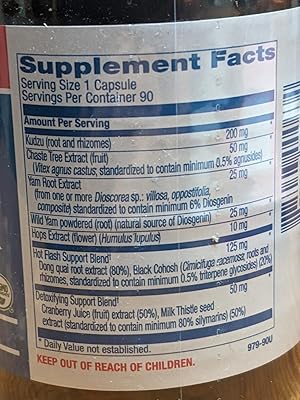 Supplement Facts
Serving Size 1 Capsule
Servings Per Container 90
Amount Per Serving
Kudzu (root and rhizomes) 200 mg *
Chaste Tree Extract (fruit) 50 mg *
(Vitex agnus castus; standardized to contain minimum 0.5% agnusides)
Yam Root Extract 25 mg *
(from one or more Dioscorea sp.: villosa, oppostifolia,
composite) standardized to contain minimum 6% Diosgenin
Wild Yam powdered (root) (natural source of Diosgenin) 25 mg *
Hops Extract (flower) (Humulus lupulus) 10 mg *
Hot Flash Support Blend† 125 mg *
Dong quai root extract (80%), Black Cohosh (Cimicifuga racemosa, roots and
rhizomes, standardized to contain minimum 0.5% triterpene glycosides) (20%)
Detoxifying Support Blend† 50 mg *
Cranberry Juice (fruit) extract (50%), Milk Thistle seed
extract (standardized to contain minimum 80% silymarins) (50%)
* Daily Value not established.
979-90U
KEEP OUT OF REACH OF CHILDREN.